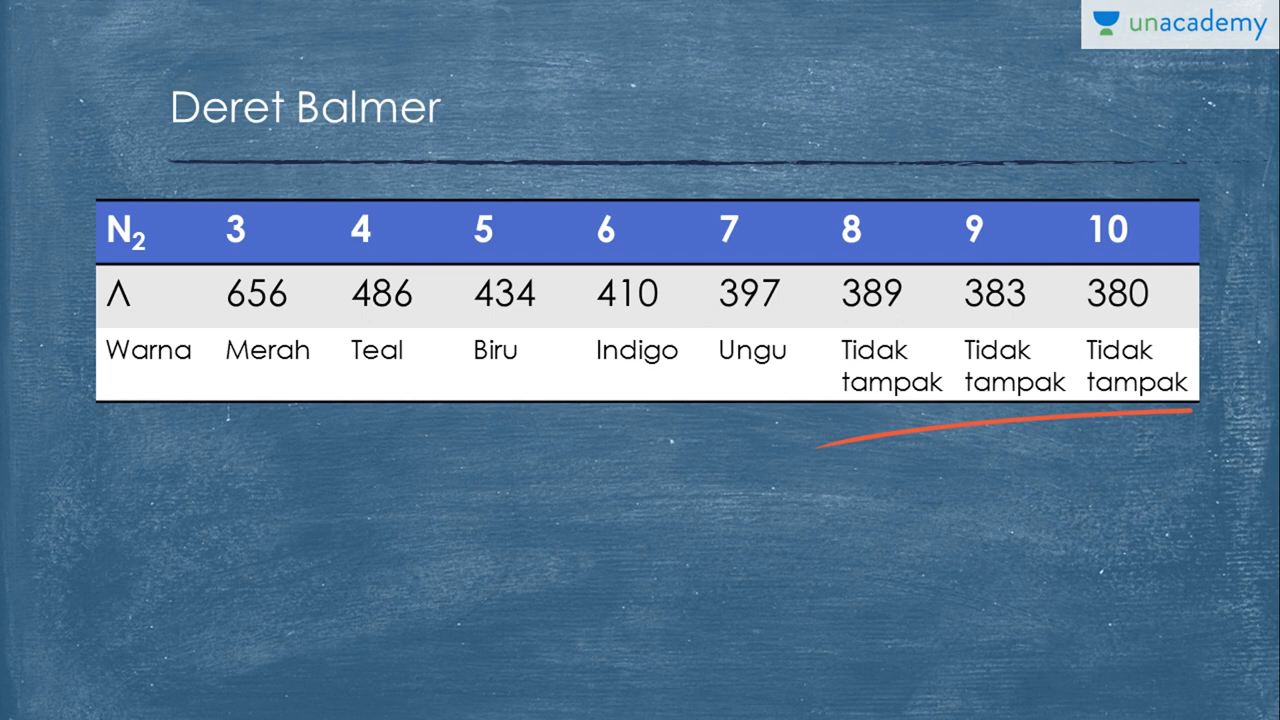 unacademy
Deret Balmer
N₂ 3 4 5 6 7 8 9 10
Λ 656 486 434 410 397 389 383 380
Warna Merah Teal Biru Indigo Ungu Tidak tampak Tidak tampak Tidak tampak